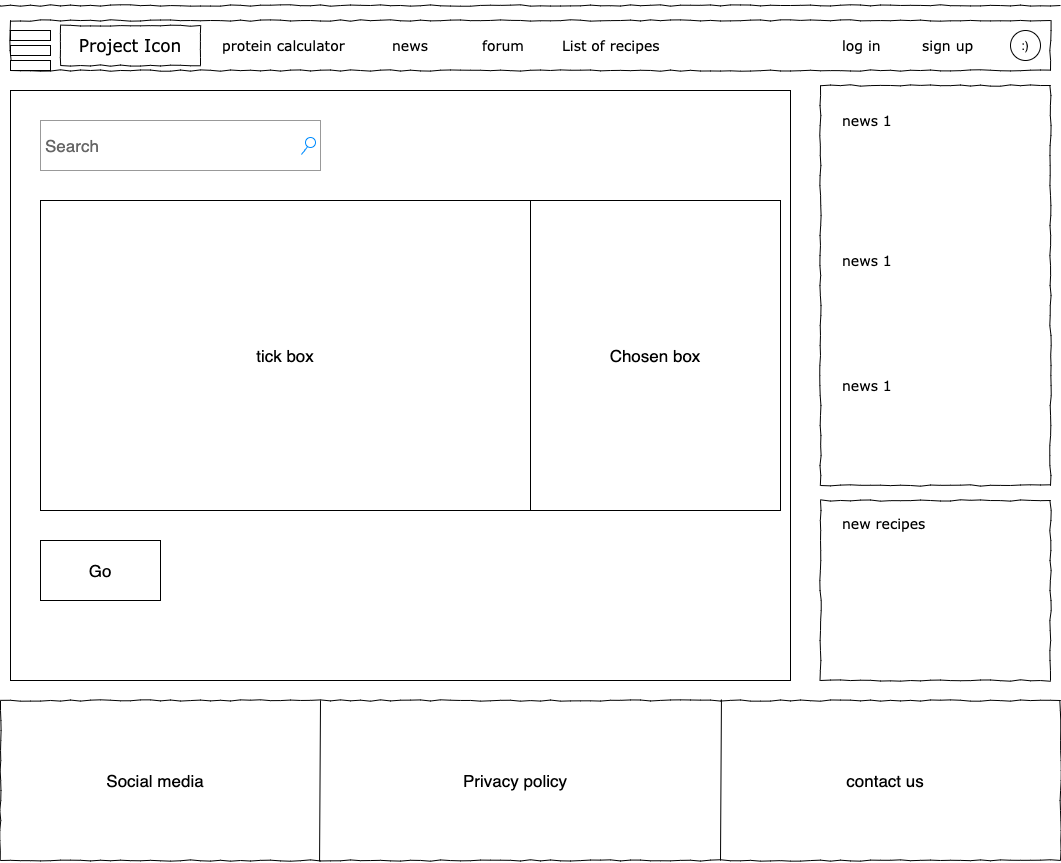 Project Icon
protein calculator
news
forum
List of recipes
log in
sign up
:)
Search
news 1
news 1
news 1
tick box
Chosen box
new recipes
Go
Social media
Privacy policy
contact us